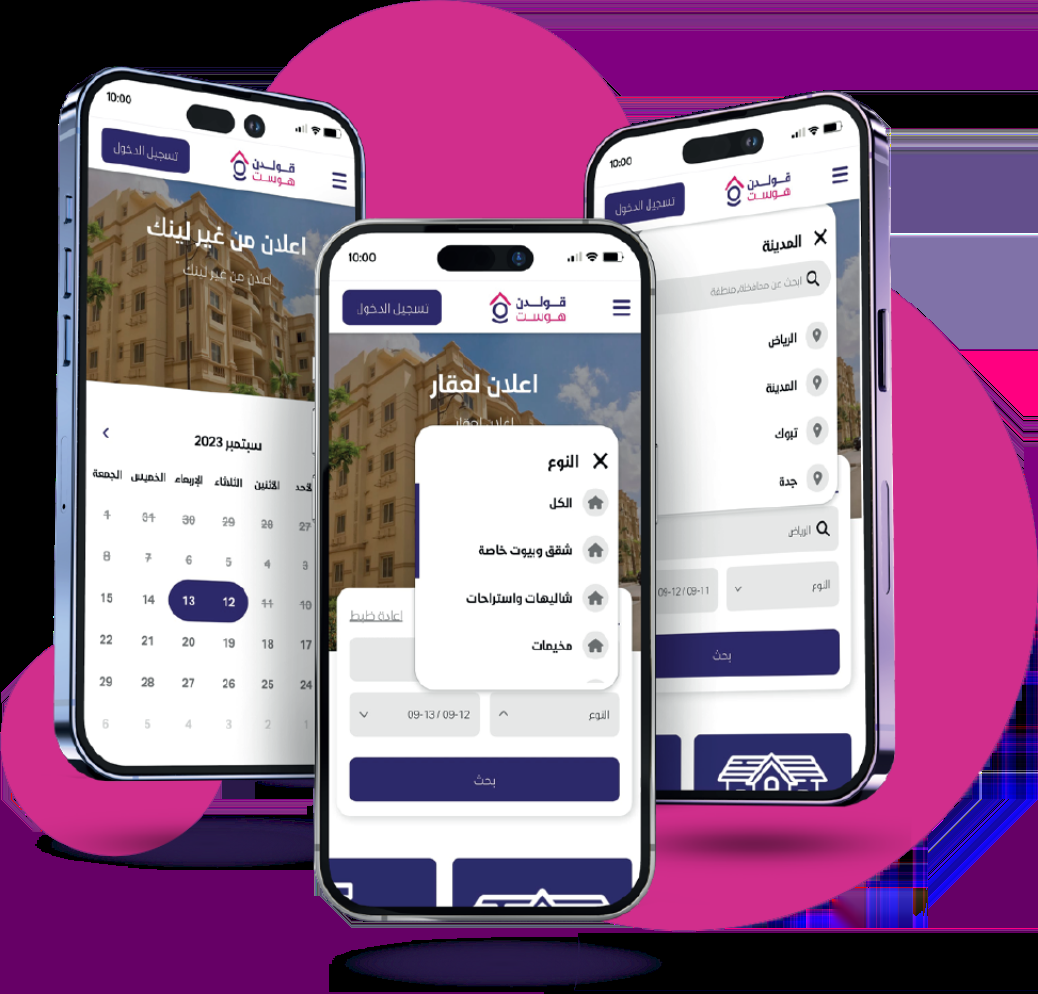 10:00
تسجيل الدخول
قولدن
هوست
اعلان من غير لينك
اعلان من غير لينك
سبتمبر 2023
الأحد الاثنين الثلاثاء الإربعاء الخميس الجمعة
27 28 29 30 31 1
3 4 5 6 7 8
10 11 12 13 14 15
17 18 19 20 21 22
24 25 26 27 28 29
1 2 3 4 5 6
10:00
تسجيل الدخول
قولدن
هوست
اعلان لعقار
اعلان لعقار
النوع
الكل
شقق وبيوت خاصة
شاليهات واستراحات
مخيمات
اعادة ظبط
النوع
09-13 / 09-12
بحث
10:00
تسجيل الدخول
قولدن
هوست
المدينة
ابحث عن محافظة, منطقة
الرياض
المدينة
تبوك
جدة
الرياض
النوع
09-12 / 09-11
بحث